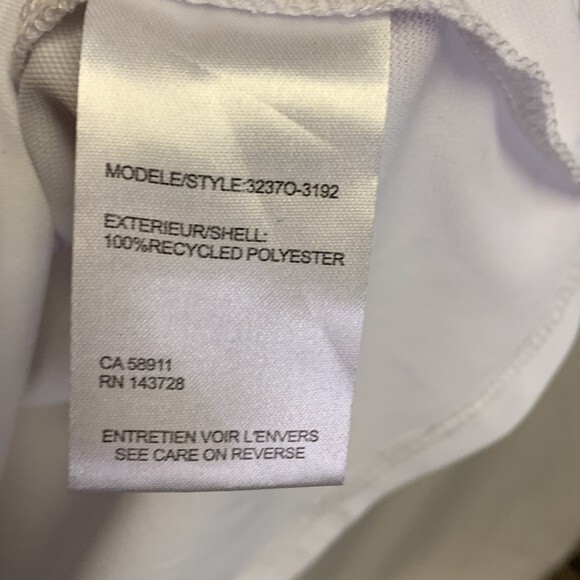 MODELE/STYLE:3237O-3192
EXTERIEUR/SHELL:
100%RECYCLED POLYESTER
CA 58911
RN 143728
ENTRETIEN VOIR L'ENVERS
SEE CARE ON REVERSE